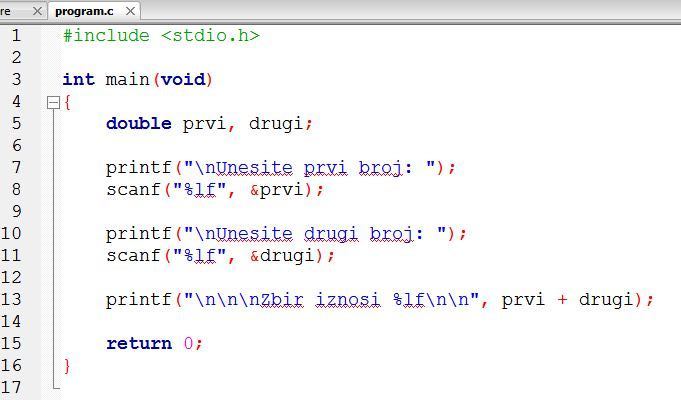 re program.c
1 #include <stdio.h>
2
3 int main(void)
4 {
5 double prvi, drugi;
6
7 printf("\nUnesite prvi broj: ");
8 scanf("%lf", &prvi);
9
10 printf("\nUnesite drugi broj: ");
11 scanf("%lf", &drugi);
12
13 printf("\n\n\nZbir iznosi %lf\n\n", prvi + drugi);
14
15 return 0;
16 }
17